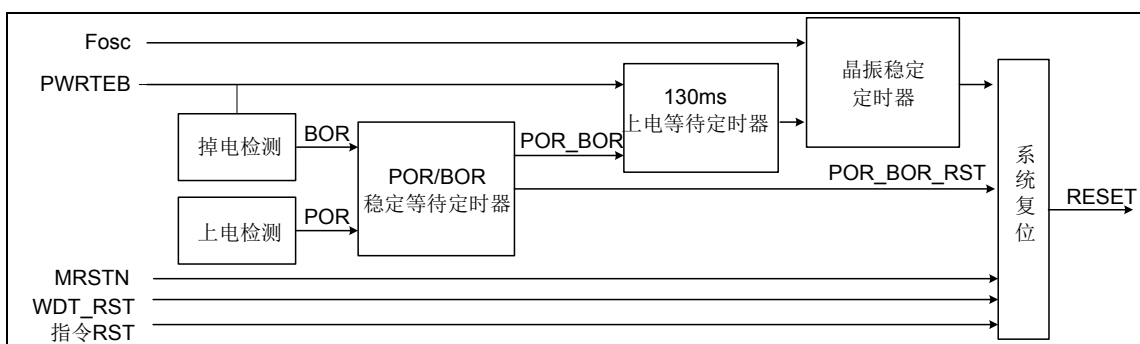 Fosc
PWRTEB
掉电检测
BOR
上电检测
POR
POR/BOR
稳定等待定时器
POR_BOR
130ms
上电等待定时器
晶振稳定
定时器
POR_BOR_RST
系统复位
RESET
MRSTN
WDT_RST
指令RST